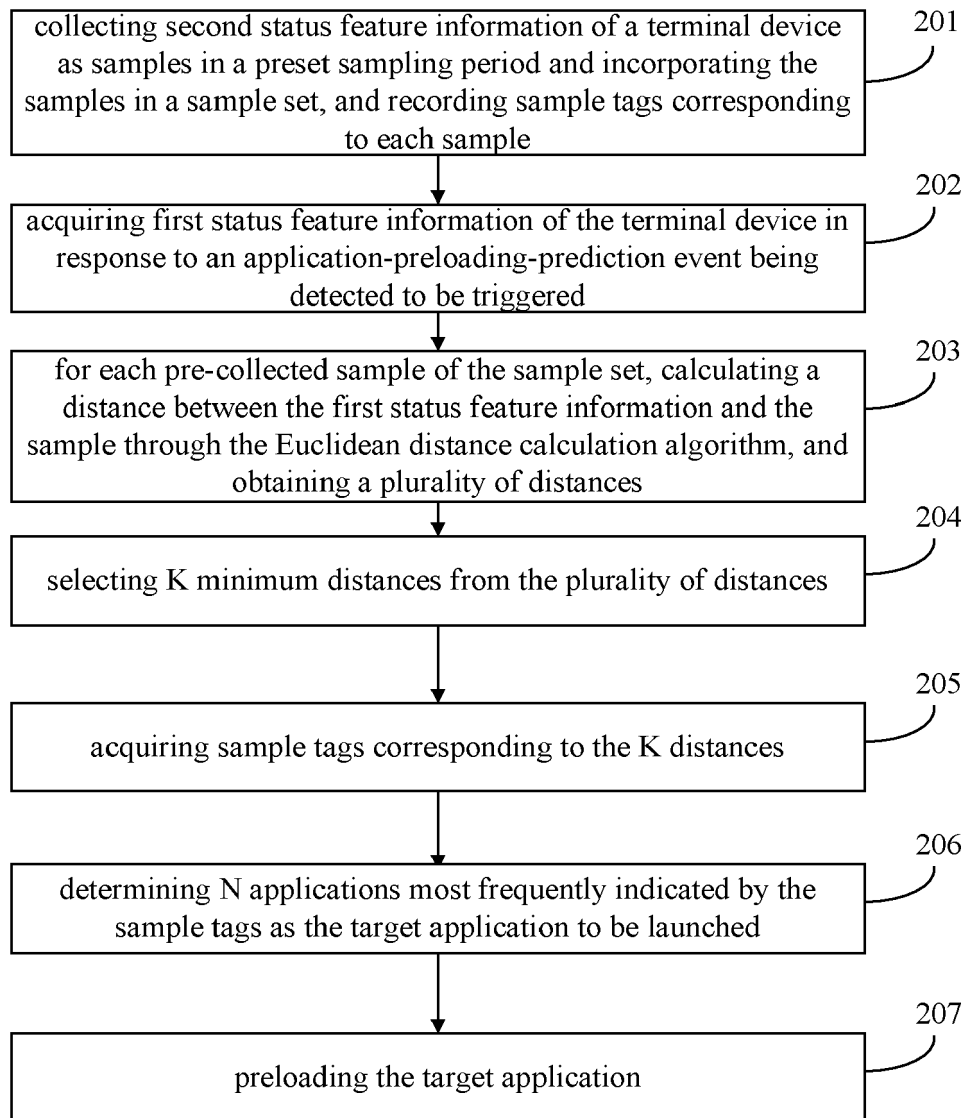 collecting second status feature information of a terminal device
as samples in a preset sampling period and incorporating the
samples in a sample set, and recording sample tags corresponding
to each sample
201
acquiring first status feature information of the terminal device in
response to an application-preloading-prediction event being
detected to be triggered
202
for each pre-collected sample of the sample set, calculating a
distance between the first status feature information and the
sample through the Euclidean distance calculation algorithm, and
obtaining a plurality of distances
203
selecting K minimum distances from the plurality of distances
204
acquiring sample tags corresponding to the K distances
205
determining N applications most frequently indicated by the
sample tags as the target application to be launched
206
preloading the target application
207